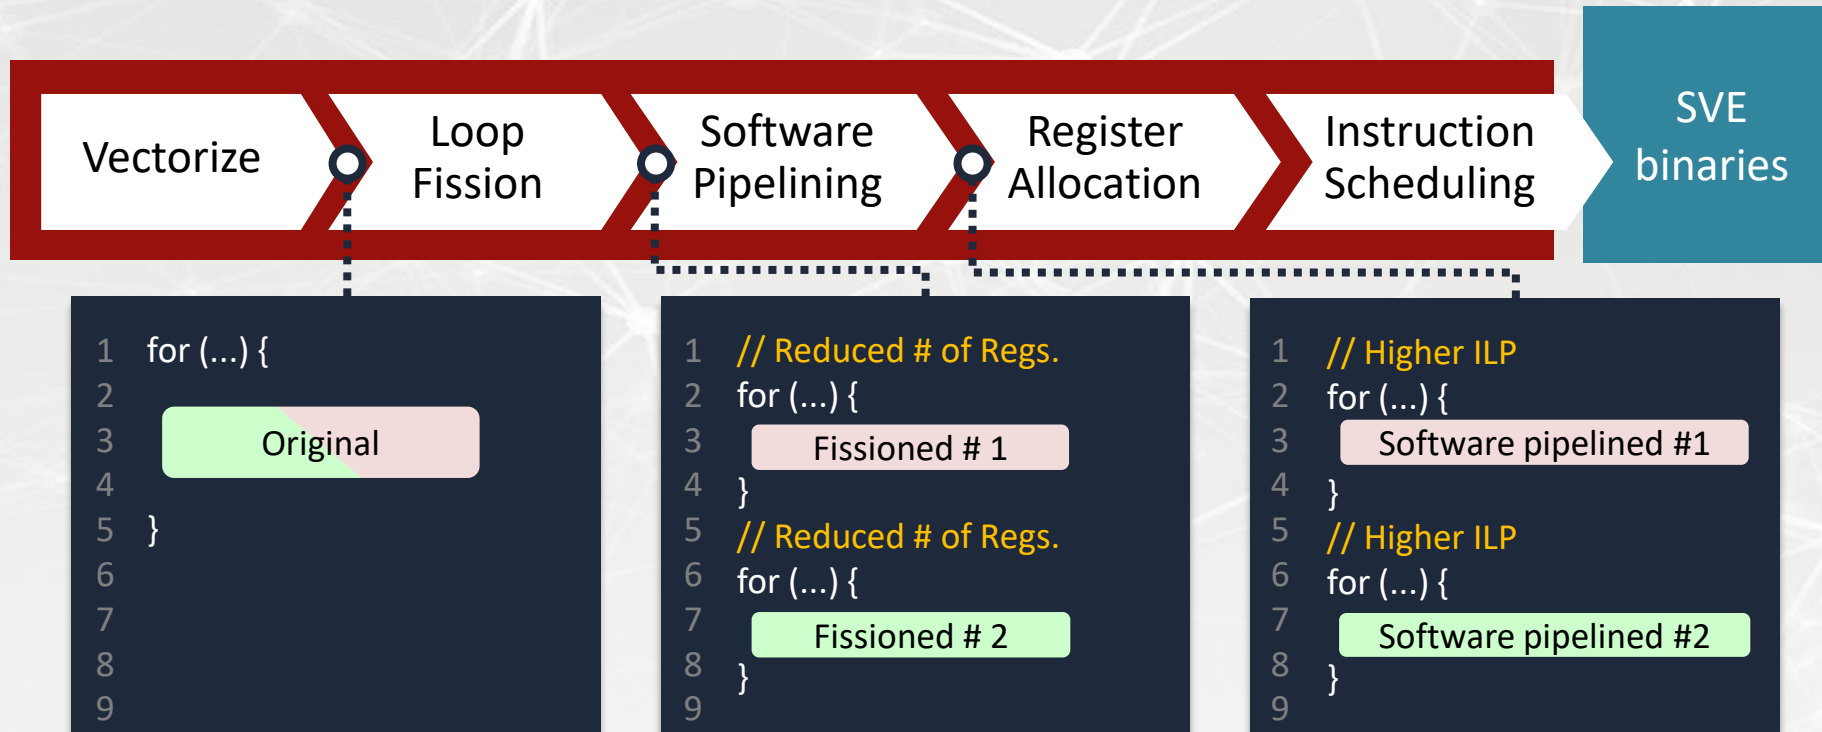 Vectorize
Loop
Fission
Software
Pipelining
Register
Allocation
Instruction
Scheduling
SVE
binaries
1 for (...) {
2
3 Original
4
5 }
6
7
8
9
1 // Reduced # of Regs.
2 for (...) {
3 Fissioned # 1
4 }
5 // Reduced # of Regs.
6 for (...) {
7 Fissioned # 2
8 }
9
1 // Higher ILP
2 for (...) {
3 Software pipelined #1
4 }
5 // Higher ILP
6 for (...) {
7 Software pipelined #2
8 }
9